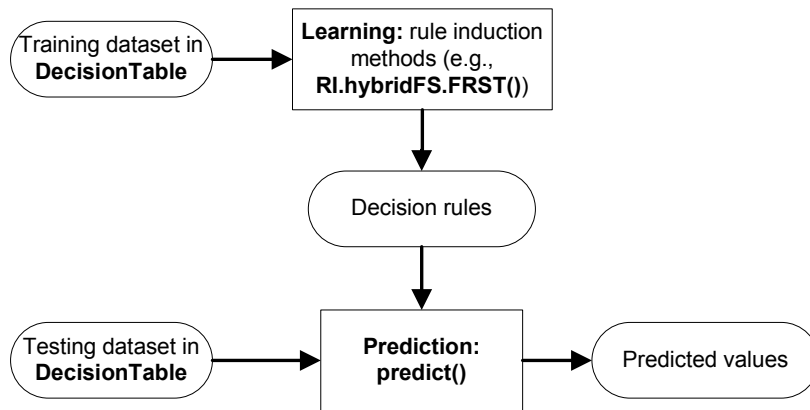 Training dataset in
DecisionTable
Learning: rule induction
methods (e.g.,
RI.hybridFS.FRST())
Decision rules
Testing dataset in
DecisionTable
Prediction:
predict()
Predicted values